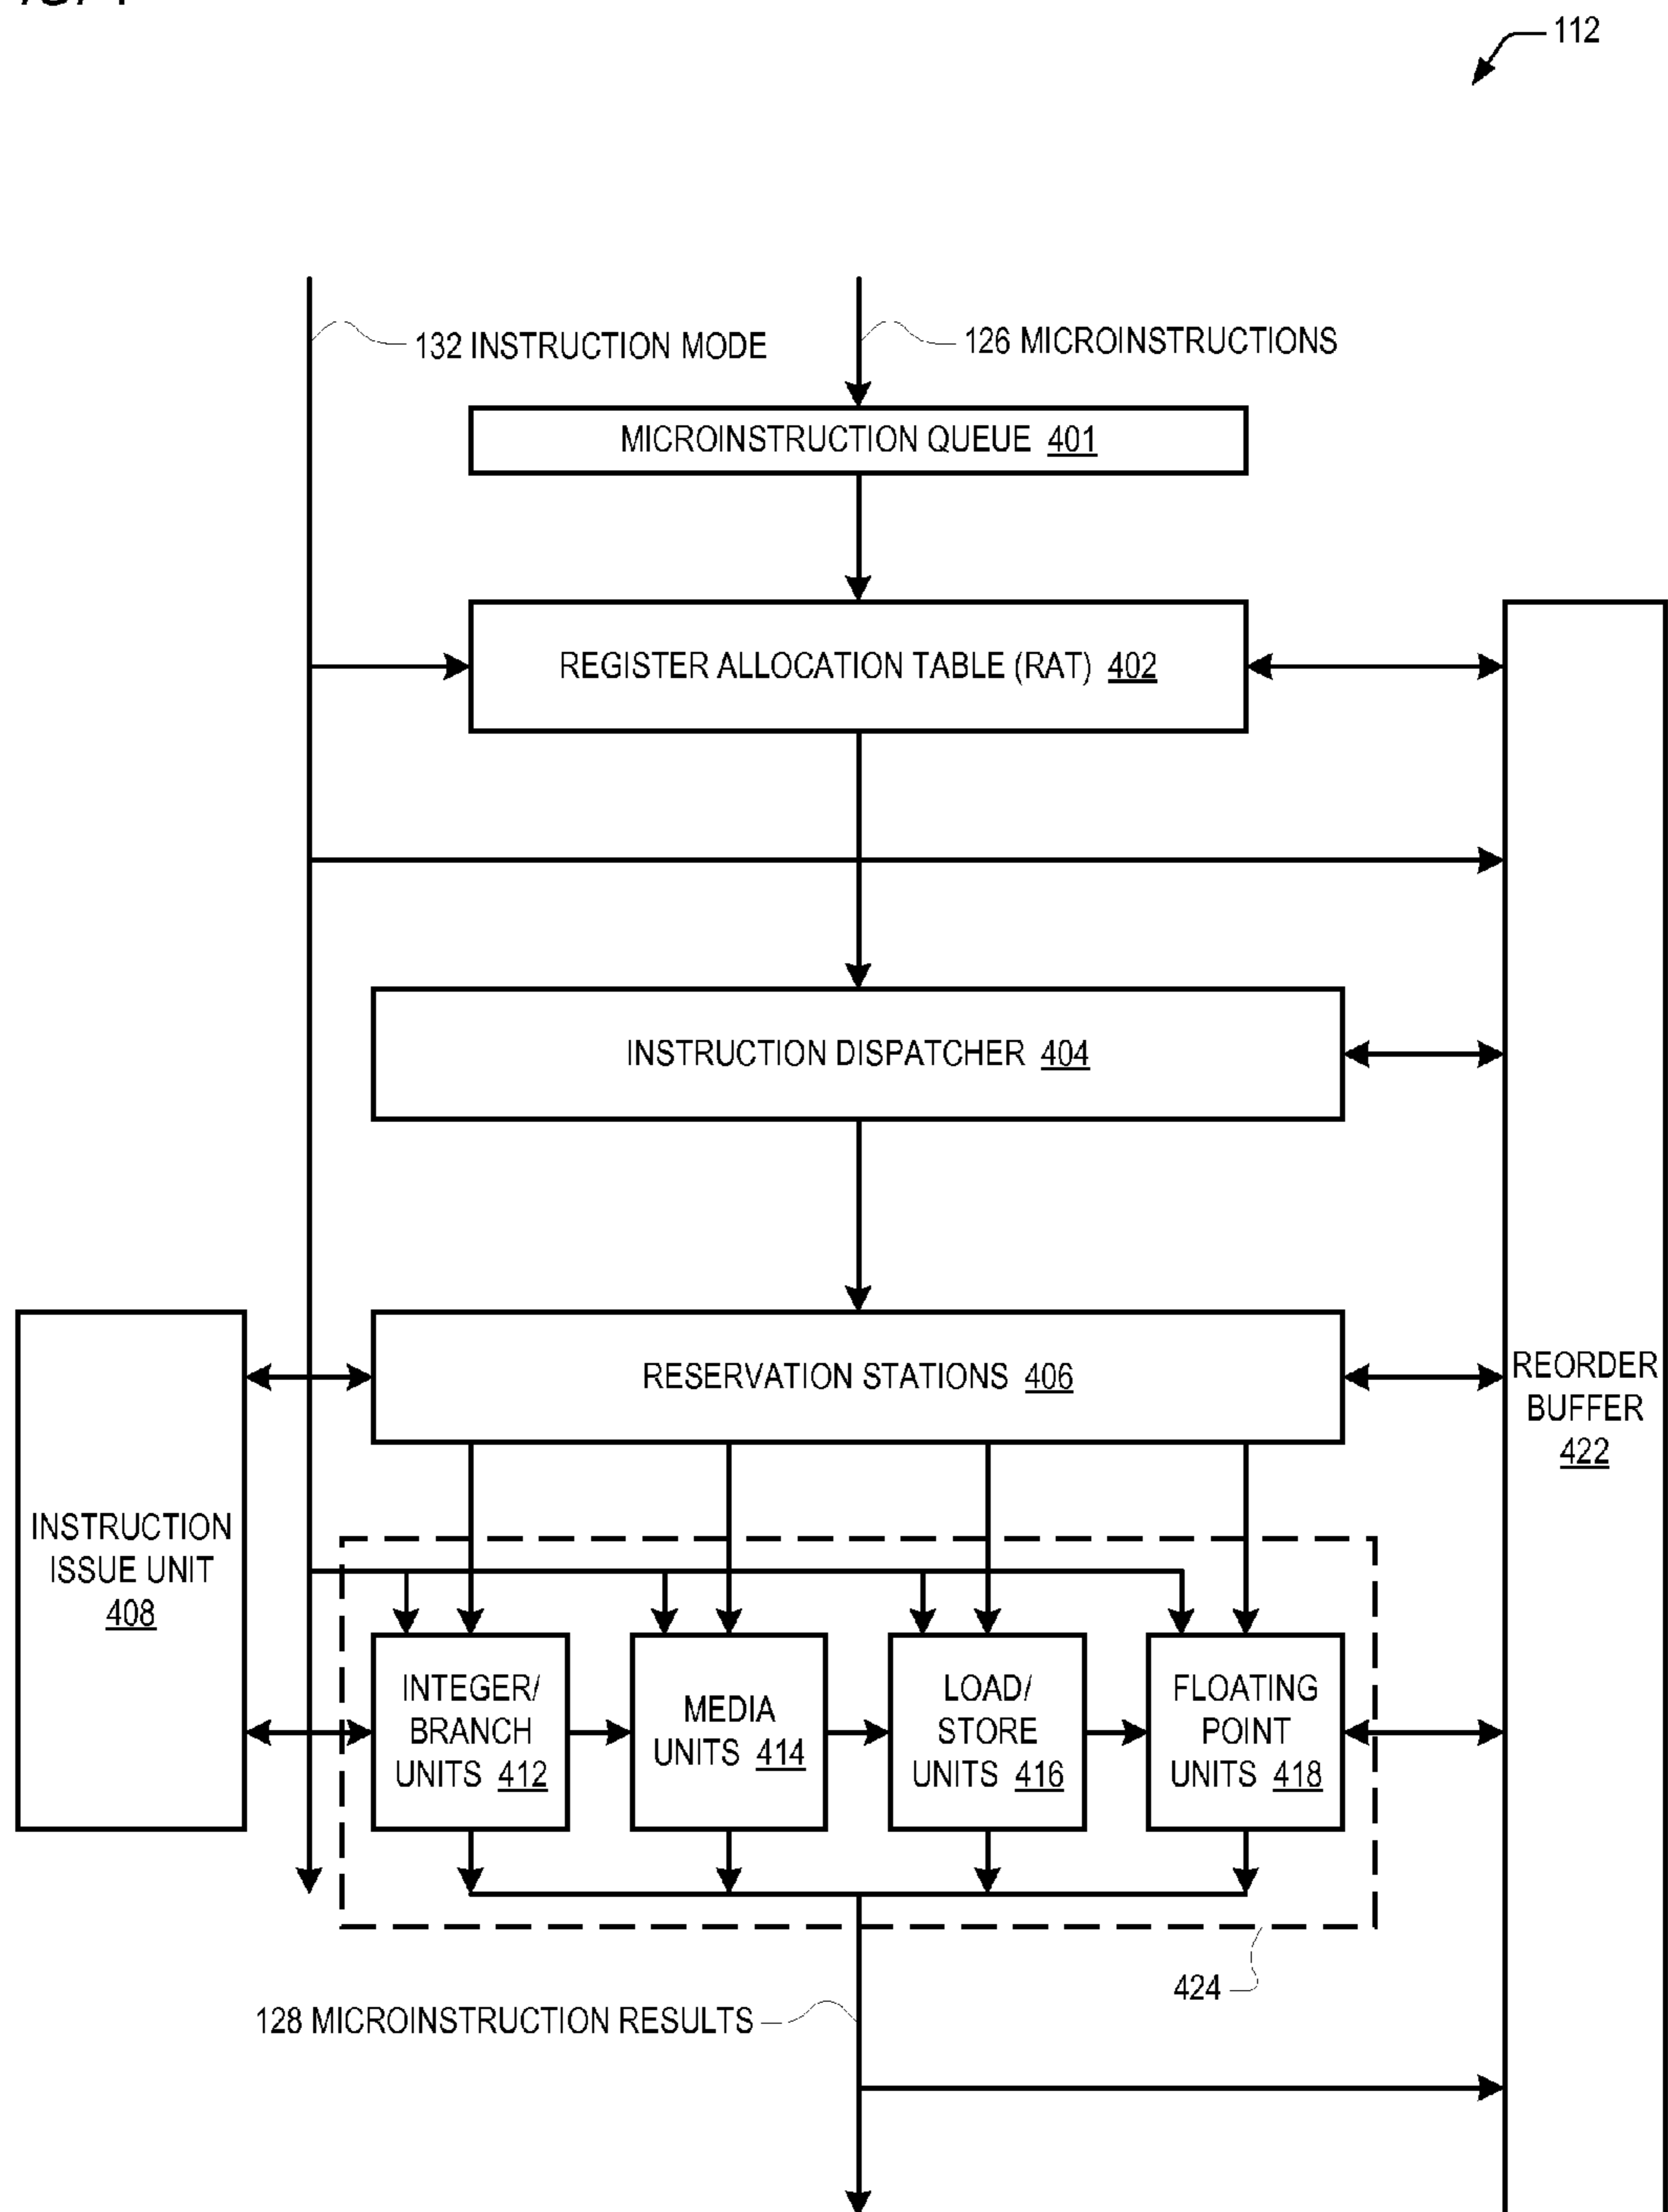 112
132 INSTRUCTION MODE
126 MICROINSTRUCTIONS
MICROINSTRUCTION QUEUE 401
REGISTER ALLOCATION TABLE (RAT) 402
INSTRUCTION DISPATCHER 404
RESERVATION STATIONS 406
REORDER
BUFFER
422
INSTRUCTION
ISSUE UNIT
408
INTEGER/
BRANCH
UNITS 412
MEDIA
UNITS 414
LOAD/
STORE
UNITS 416
FLOATING
POINT
UNITS 418
424
128 MICROINSTRUCTION RESULTS